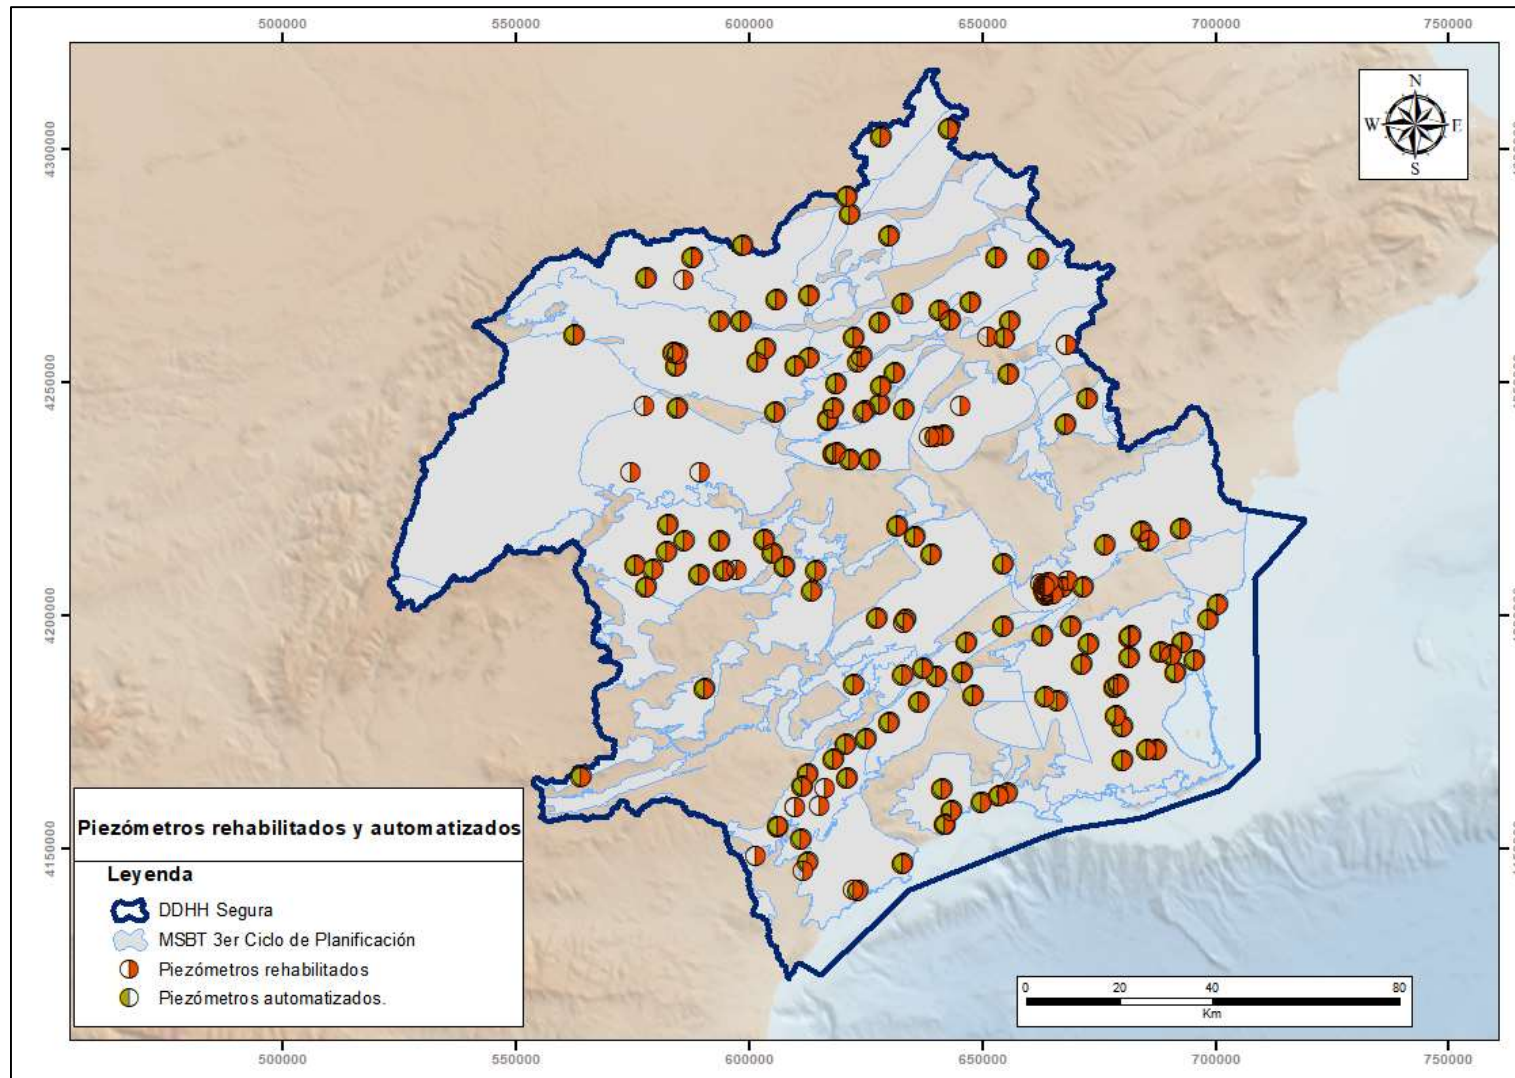 500000 550000 600000 650000 700000 750000
4300000
4250000
4200000
4150000
N
W E
S
Piezómetros rehabilitados y automatizados
Leyenda
DDHH Segura
MSBT 3er Ciclo de Planificación
Piezómetros rehabilitados
Piezómetros automatizados.
0 20 40 80
Km
500000 550000 600000 650000 700000 750000